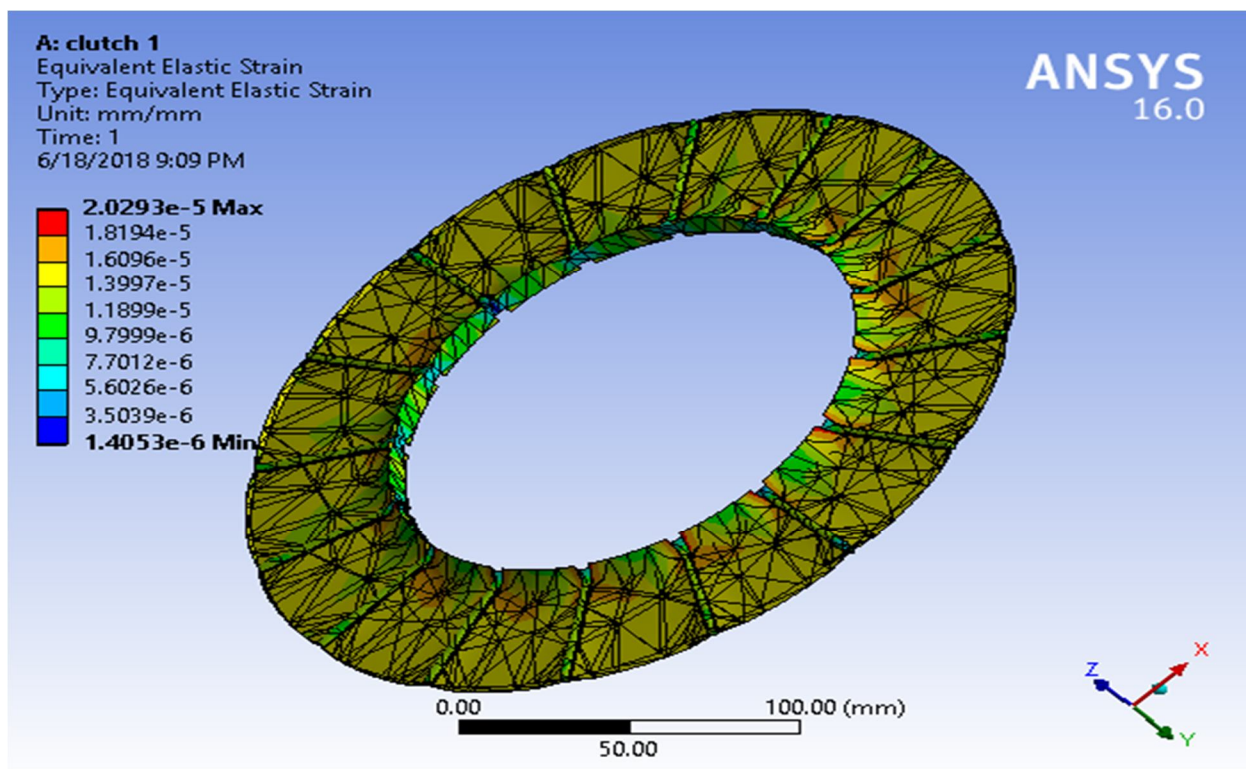 A: clutch 1
Equivalent Elastic Strain
Type: Equivalent Elastic Strain
Unit: mm/mm
Time: 1
6/18/2018 9:09 PM
ANSYS
16.0
2.0293e-5 Max
1.8194e-5
1.6096e-5
1.3997e-5
1.1899e-5
9.7999e-6
7.7012e-6
5.6026e-6
3.5039e-6
1.4053e-6 Min
0.00
100.00 (mm)
50.00
X
Z
Y